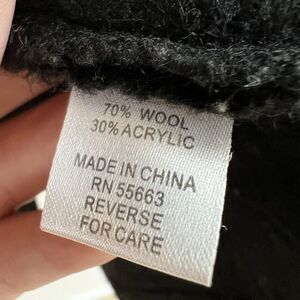 70% WOOL
30% ACRYLIC
MADE IN CHINA
RN 55663
REVERSE
FOR CARE